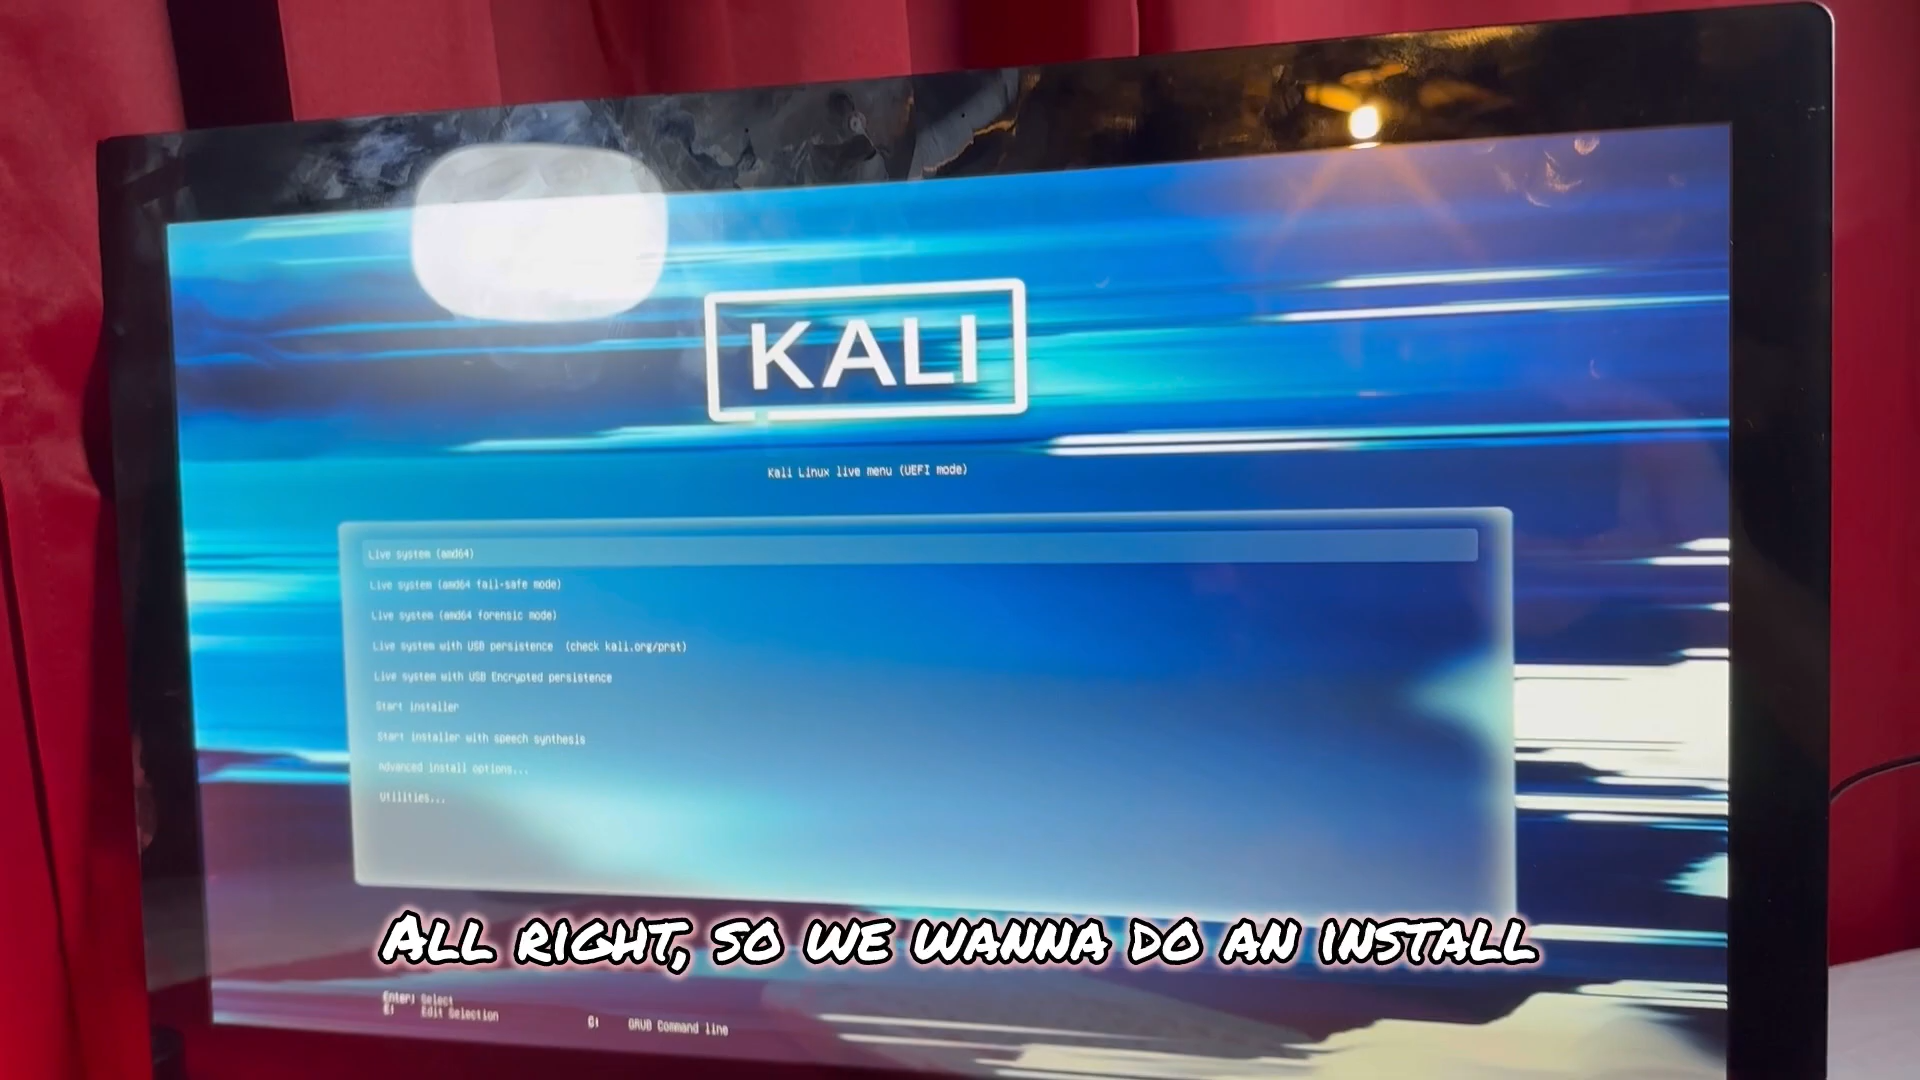 KALI
Kali Linux live menu (UEFI mode)
Live system (amd64)
Live system (amd64 fail-safe mode)
Live system (amd64 forensic mode)
Live system with USB persistence  (check kali.org/prst)
Live system with USB Encrypted persistence
Start installer
Start installer with speech synthesis
Advanced install options...
Utilities...
All right, so we wanna do an install
Enter: Select
E: Edit Selection
C: GRUB Command line